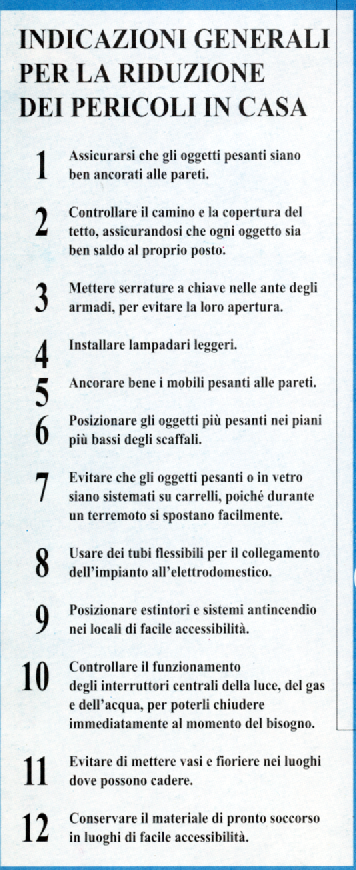 INDICAZIONI GENERALI
PER LA RIDUZIONE
DEI PERICOLI IN CASA
1 Assicurarsi che gli oggetti pesanti siano
ben ancorati alle pareti.
2 Controllare il camino e la copertura del
tetto, assicurandosi che ogni oggetto sia
ben saldo al proprio posto.
3 Mettere serrature a chiave nelle ante degli
armadi, per evitare la loro apertura.
4 Installare lampadari leggeri.
5 Ancorare bene i mobili pesanti alle pareti.
6 Posizionare gli oggetti più pesanti nei piani
più bassi degli scaffali.
7 Evitare che gli oggetti pesanti o in vetro
siano sistemati su carrelli, poiché durante
un terremoto si spostano facilmente.
8 Usare dei tubi flessibili per il collegamento
dell'impianto all'elettrodomestico.
9 Posizionare estintori e sistemi antincendio
nei locali di facile accessibilità.
10 Controllare il funzionamento
degli interruttori centrali della luce, del gas
e dell'acqua, per poterli chiudere
immediatamente al momento del bisogno.
11 Evitare di mettere vasi e fioriere nei luoghi
dove possono cadere.
12 Conservare il materiale di pronto soccorso
in luoghi di facile accessibilità.